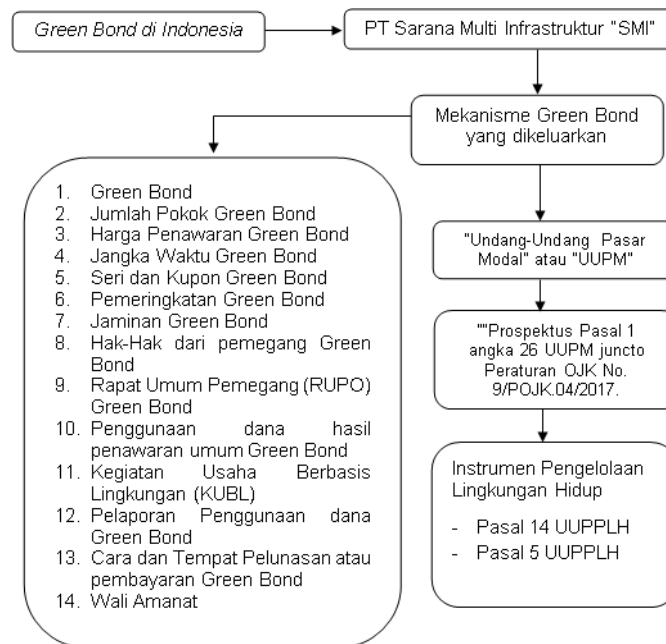 Green Bond di Indonesia
PT Sarana Multi Infrastruktur "SMI"
Mekanisme Green Bond
yang dikeluarkan
1. Green Bond
2. Jumlah Pokok Green Bond
3. Harga Penawaran Green Bond
4. Jangka Waktu Green Bond
5. Seri dan Kupon Green Bond
6. Pemeringkatan Green Bond
7. Jaminan Green Bond
8. Hak-Hak dari pemegang Green
Bond
9. Rapat Umum Pemegang (RUPO)
Green Bond
10. Penggunaan dana hasil
penawaran umum Green Bond
11. Kegiatan Usaha Berbasis
Lingkungan (KUBL)
12. Pelaporan Penggunaan dana
Green Bond
13. Cara dan Tempat Pelunasan atau
pembayaran Green Bond
14. Wali Amanat
"Undang-Undang Pasar
Modal" atau "UUPM"
""Prospektus Pasal 1
angka 26 UUPM juncto
Peraturan OJK No.
9/POJK.04/2017.
Instrumen Pengelolaan
Lingkungan Hidup
- Pasal 14 UUPPLH
- Pasal 5 UUPPLH